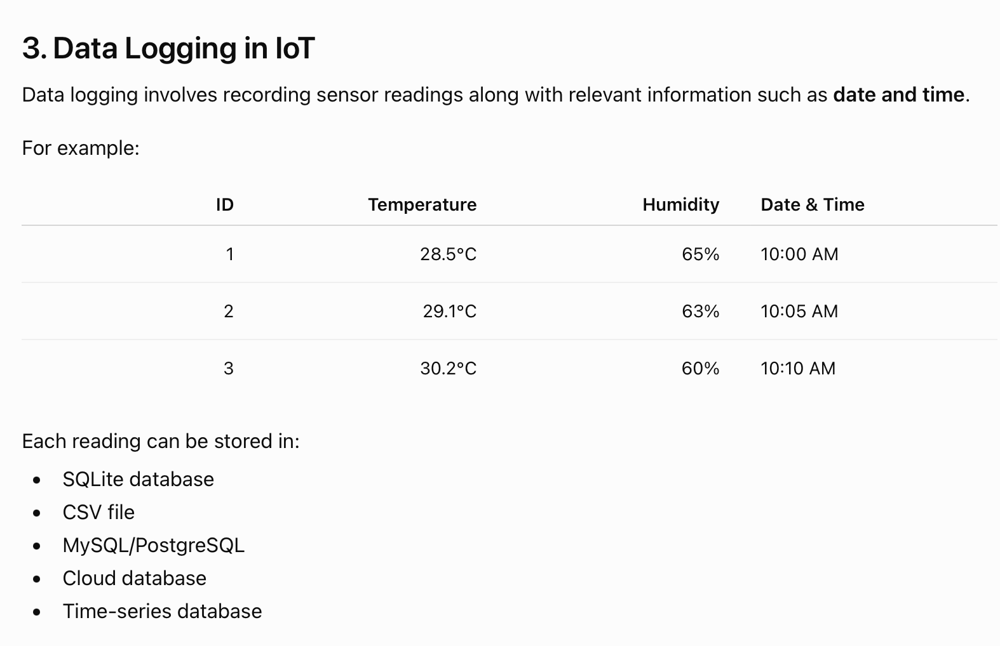 3. Data Logging in IoT
Data logging involves recording sensor readings along with relevant information such as date and time.
For example:
ID Temperature Humidity Date & Time
1 28.5°C 65% 10:00 AM
2 29.1°C 63% 10:05 AM
3 30.2°C 60% 10:10 AM
Each reading can be stored in:
• SQLite database
• CSV file
• MySQL/PostgreSQL
• Cloud database
• Time-series database